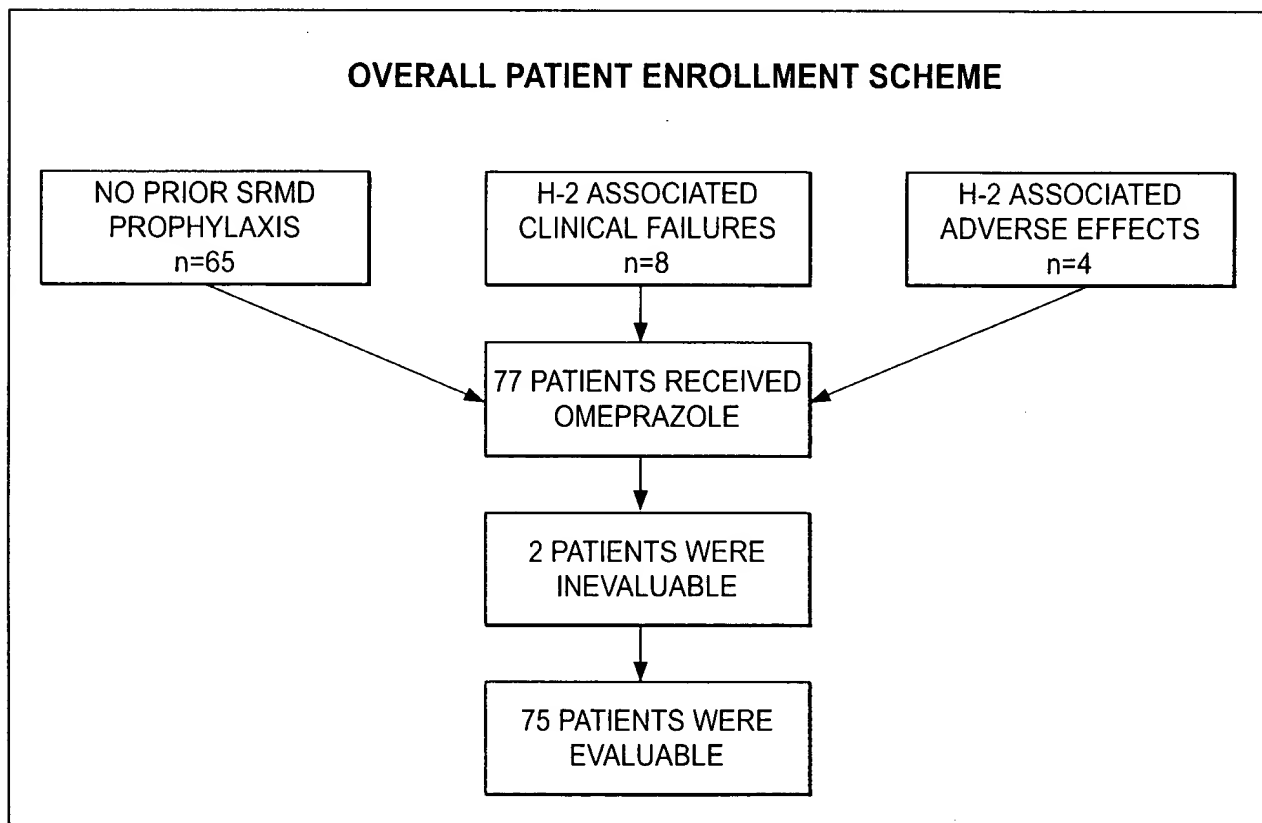 OVERALL PATIENT ENROLLMENT SCHEME
NO PRIOR SRMD
PROPHYLAXIS
n=65
H-2 ASSOCIATED
CLINICAL FAILURES
n=8
H-2 ASSOCIATED
ADVERSE EFFECTS
n=4
77 PATIENTS RECEIVED
OMEPRAZOLE
2 PATIENTS WERE
INEVALUABLE
75 PATIENTS WERE
EVALUABLE